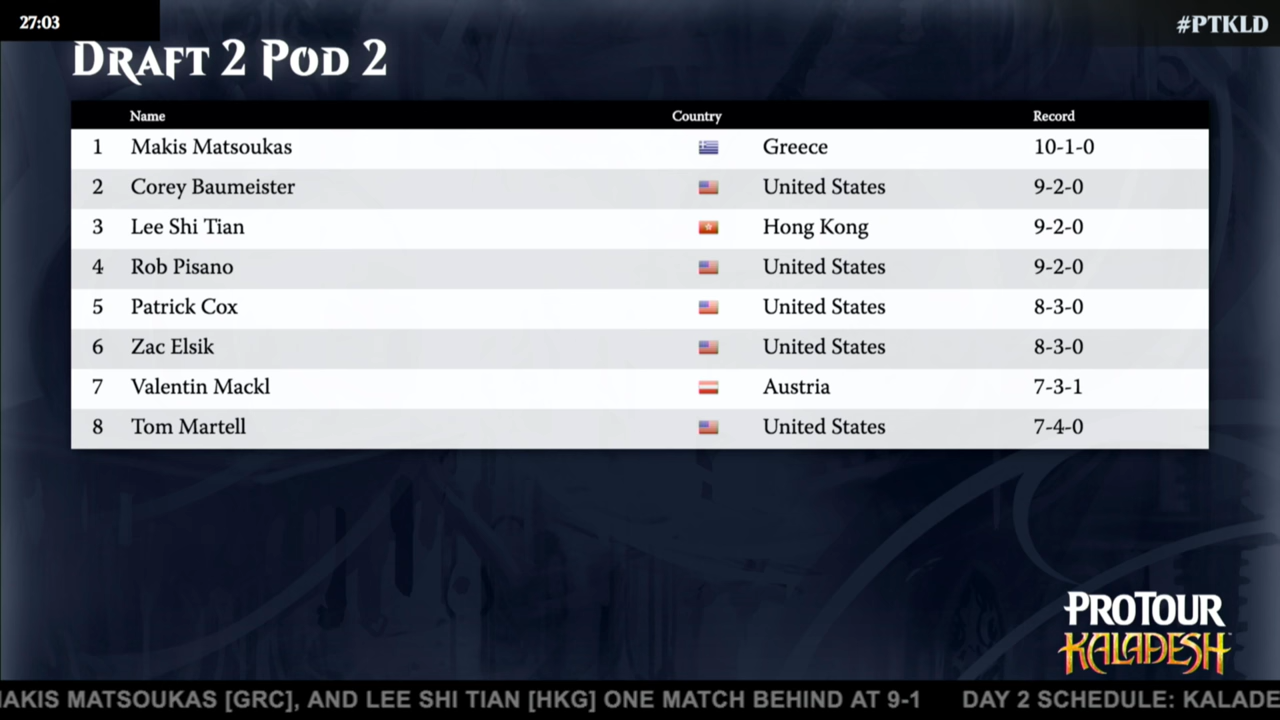 27:03
#PTKLD
Draft 2 Pod 2
Name Country Record
1 Makis Matsoukas Greece 10-1-0
2 Corey Baumeister United States 9-2-0
3 Lee Shi Tian Hong Kong 9-2-0
4 Rob Pisano United States 9-2-0
5 Patrick Cox United States 8-3-0
6 Zac Elsik United States 8-3-0
7 Valentin Mackl Austria 7-3-1
8 Tom Martell United States 7-4-0
PROTOUR
KALADESH
AKIS MATSOUKAS [GRC], AND LEE SHI TIAN [HKG] ONE MATCH BEHIND AT 9-1 DAY 2 SCHEDULE: KALADE